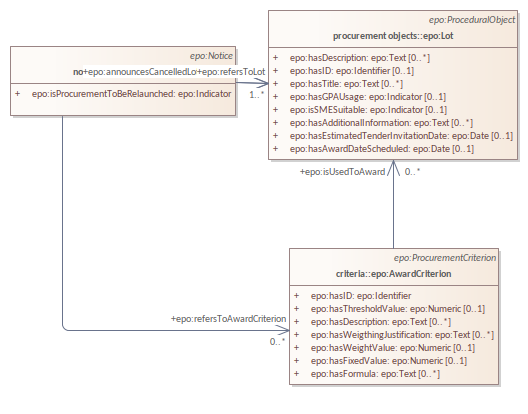 epo:ProceduralObject
procurement objects::epo:Lot
+ epo:hasDescription: epo:Text [0..*]
+ epo:hasID: epo:Identifier [0..1]
+ epo:hasTitle: epo:Text [0..*]
+ epo:hasGPAUsage: epo:Indicator [0..1]
+ epo:isSMESuitable: epo:Indicator [0..1]
+ epo:hasAdditionalInformation: epo:Text [0..*]
+ epo:hasEstimatedTenderInvitationDate: epo:Date [0..1]
+ epo:hasAwardDateScheduled: epo:Date [0..1]
epo:Notice
no+epo:announcesCancelledLo+epo:refersToLot
+ epo:isProcurementToBeRelaunched: epo:Indicator
1..*
+epo:isUsedToAward 0..*
epo:ProcurementCriterion
criteria::epo:AwardCriterion
+ epo:hasID: epo:Identifier
+ epo:hasThresholdValue: epo:Numeric [0..1]
+ epo:hasDescription: epo:Text [0..*]
+ epo:hasWeigthingJustification: epo:Text [0..*]
+ epo:hasWeightValue: epo:Numeric [0..1]
+ epo:hasFixedValue: epo:Numeric [0..1]
+ epo:hasFormula: epo:Text [0..*]
+epo:refersToAwardCriterion
0..*